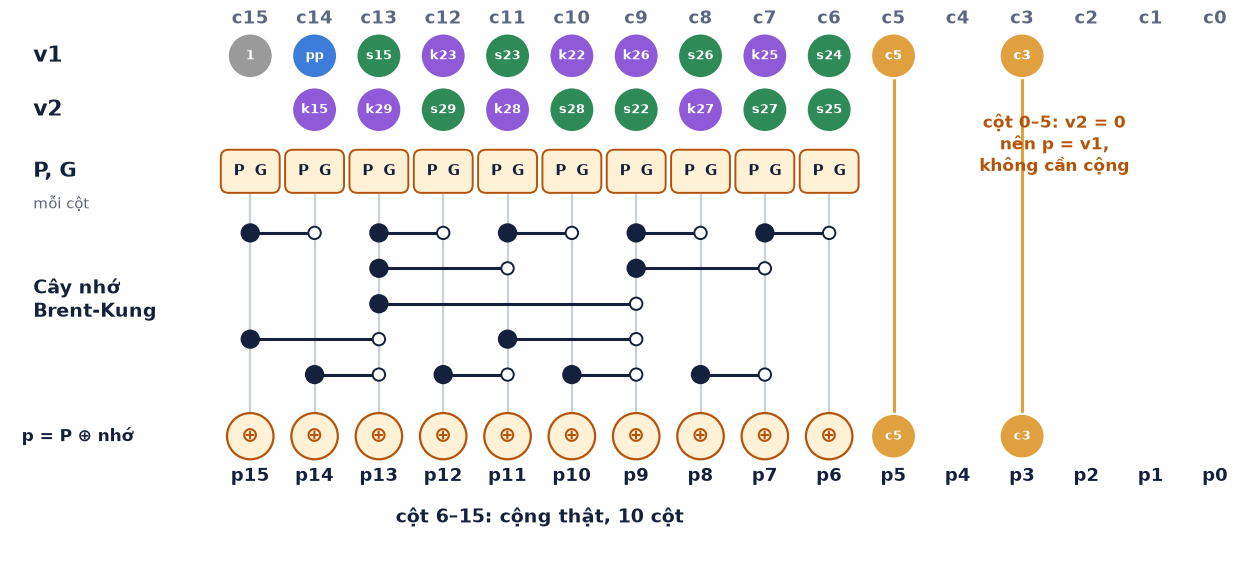 c15 c14 c13 c12 c11 c10 c9 c8 c7 c6 c5 c4 c3 c2 c1 c0
v1 1 pp s15 k23 s23 k22 k26 s26 k25 s24 c5 c3
v2 k15 k29 s29 k28 s28 s22 k27 s27 s25
cột 0–5: v2 = 0
nên p = v1,
không cần cộng
P, G P G P G P G P G P G P G P G P G P G P G
mỗi cột
Cây nhớ
Brent-Kung
p = P ⊕ nhớ ⊕ ⊕ ⊕ ⊕ ⊕ ⊕ ⊕ ⊕ ⊕ ⊕ c5 c3
p15 p14 p13 p12 p11 p10 p9 p8 p7 p6 p5 p4 p3 p2 p1 p0
cột 6–15: cộng thật, 10 cột